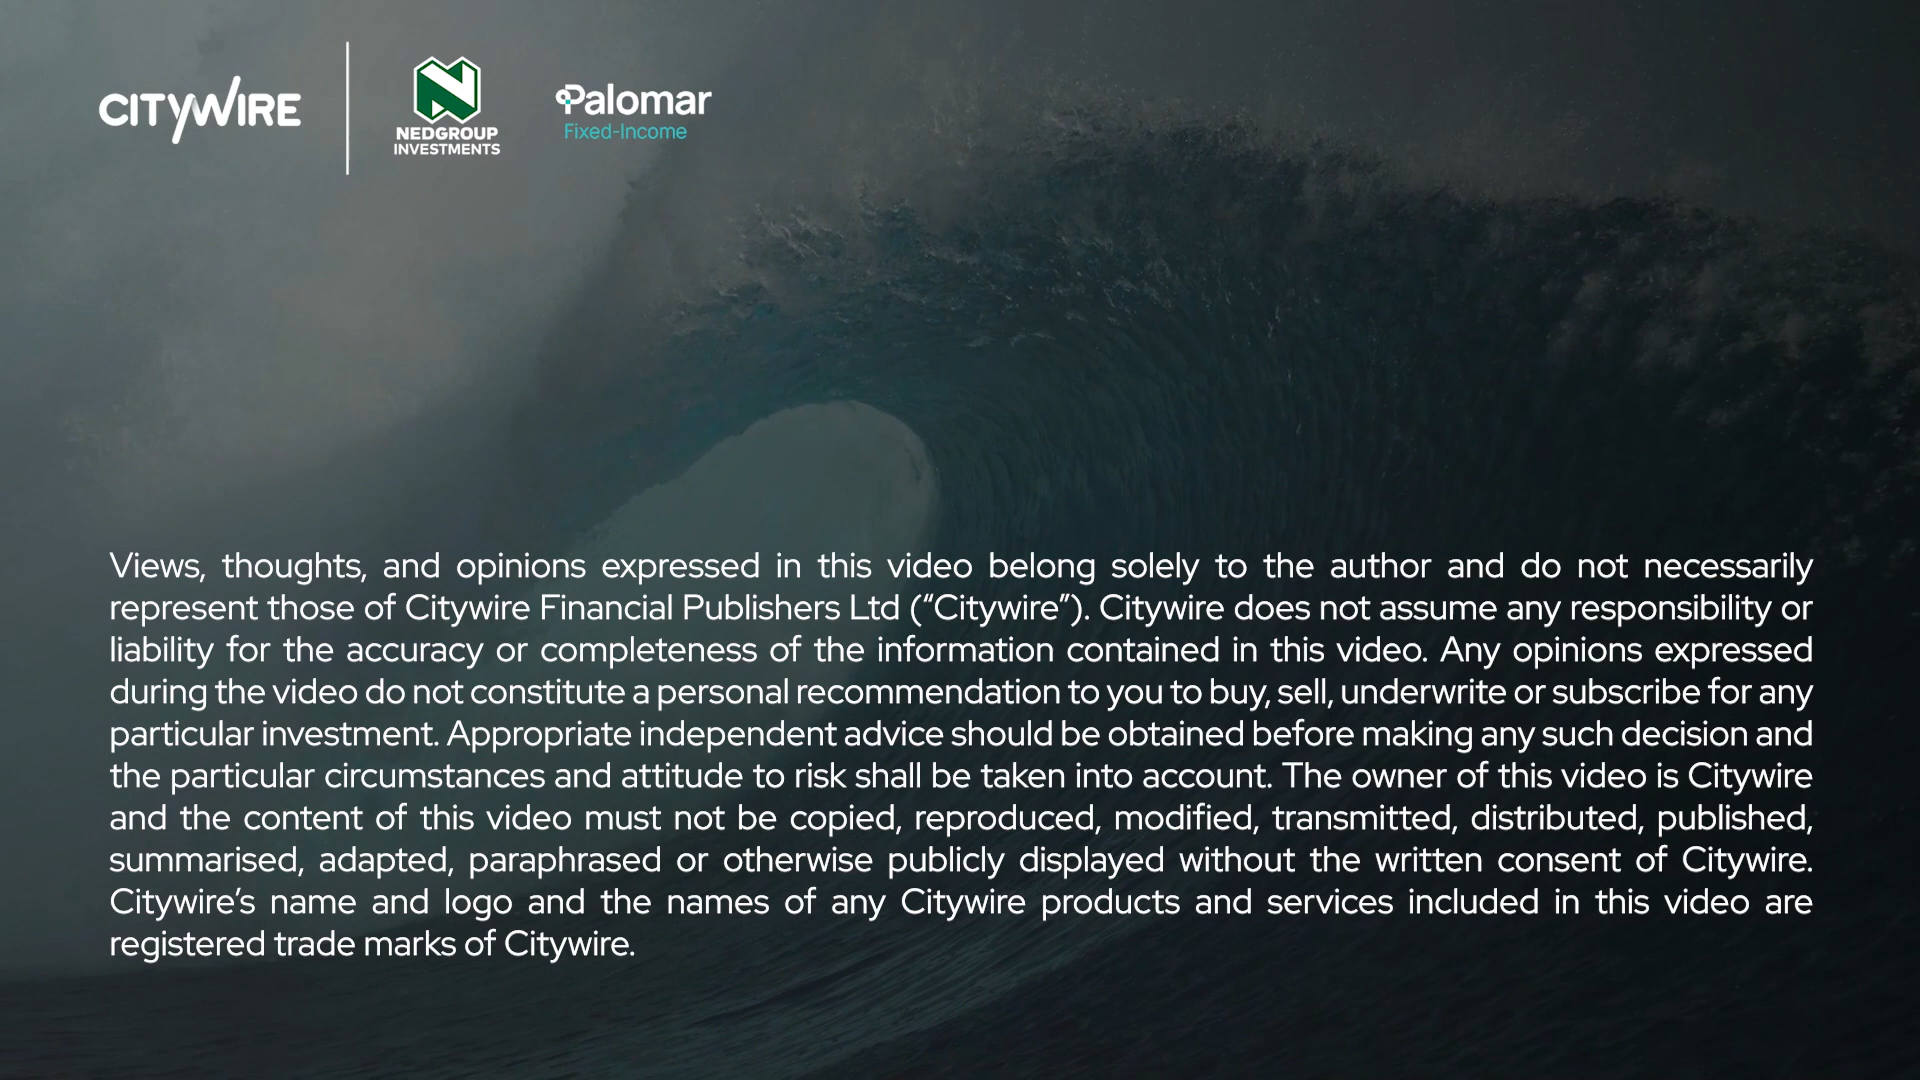 CITYWIRE
NEDGROUP
INVESTMENTS
Palomar
Fixed-Income
Views, thoughts, and opinions expressed in this video belong solely to the author and do not necessarily
represent those of Citywire Financial Publishers Ltd (“Citywire”). Citywire does not assume any responsibility or
liability for the accuracy or completeness of the information contained in this video. Any opinions expressed
during the video do not constitute a personal recommendation to you to buy, sell, underwrite or subscribe for any
particular investment. Appropriate independent advice should be obtained before making any such decision and
the particular circumstances and attitude to risk shall be taken into account. The owner of this video is Citywire
and the content of this video must not be copied, reproduced, modified, transmitted, distributed, published,
summarised, adapted, paraphrased or otherwise publicly displayed without the written consent of Citywire.
Citywire’s name and logo and the names of any Citywire products and services included in this video are
registered trade marks of Citywire.